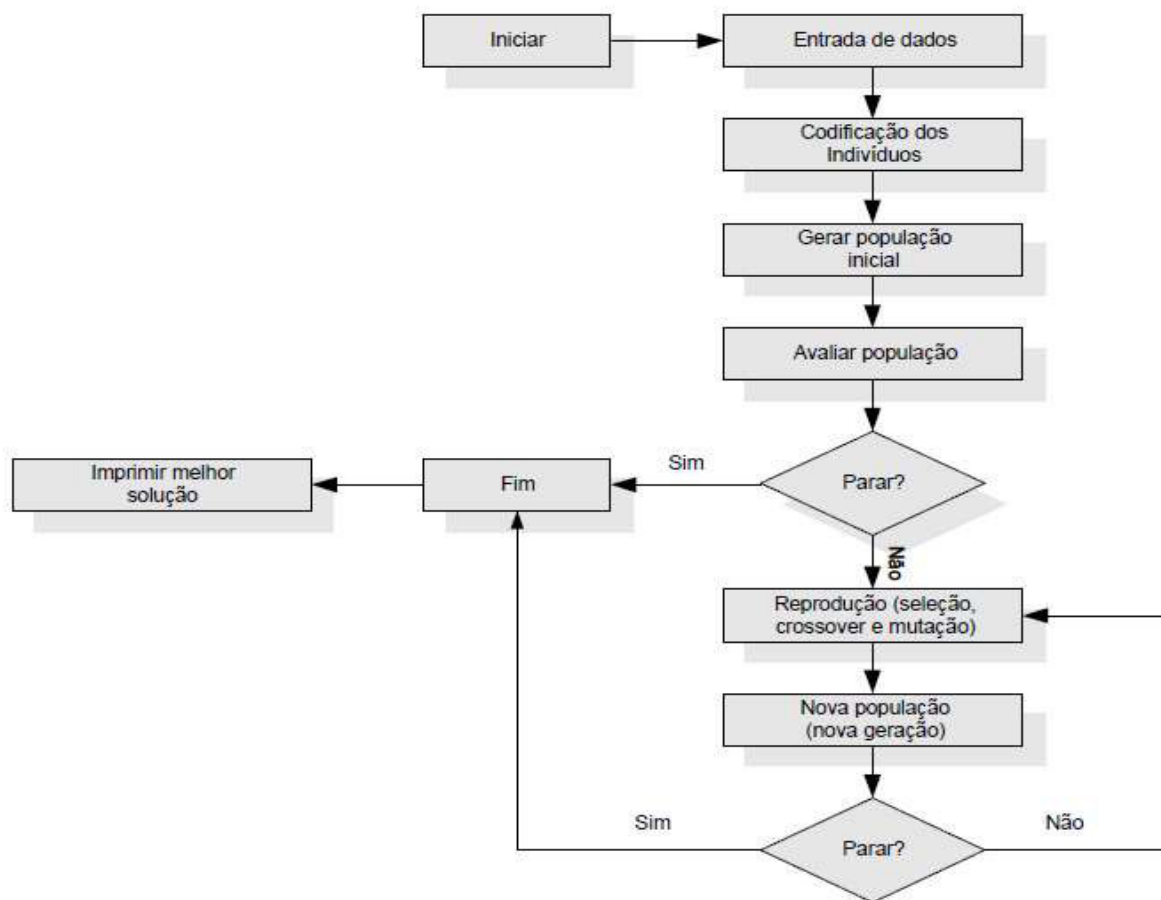 Iniciar
Entrada de dados
Codificação dos
Indivíduos
Gerar população
inicial
Avaliar população
Parar?
Sim
Fim
Imprimir melhor
solução
Não
Reprodução (seleção,
crossover e mutação)
Nova população
(nova geração)
Parar?
Sim
Não